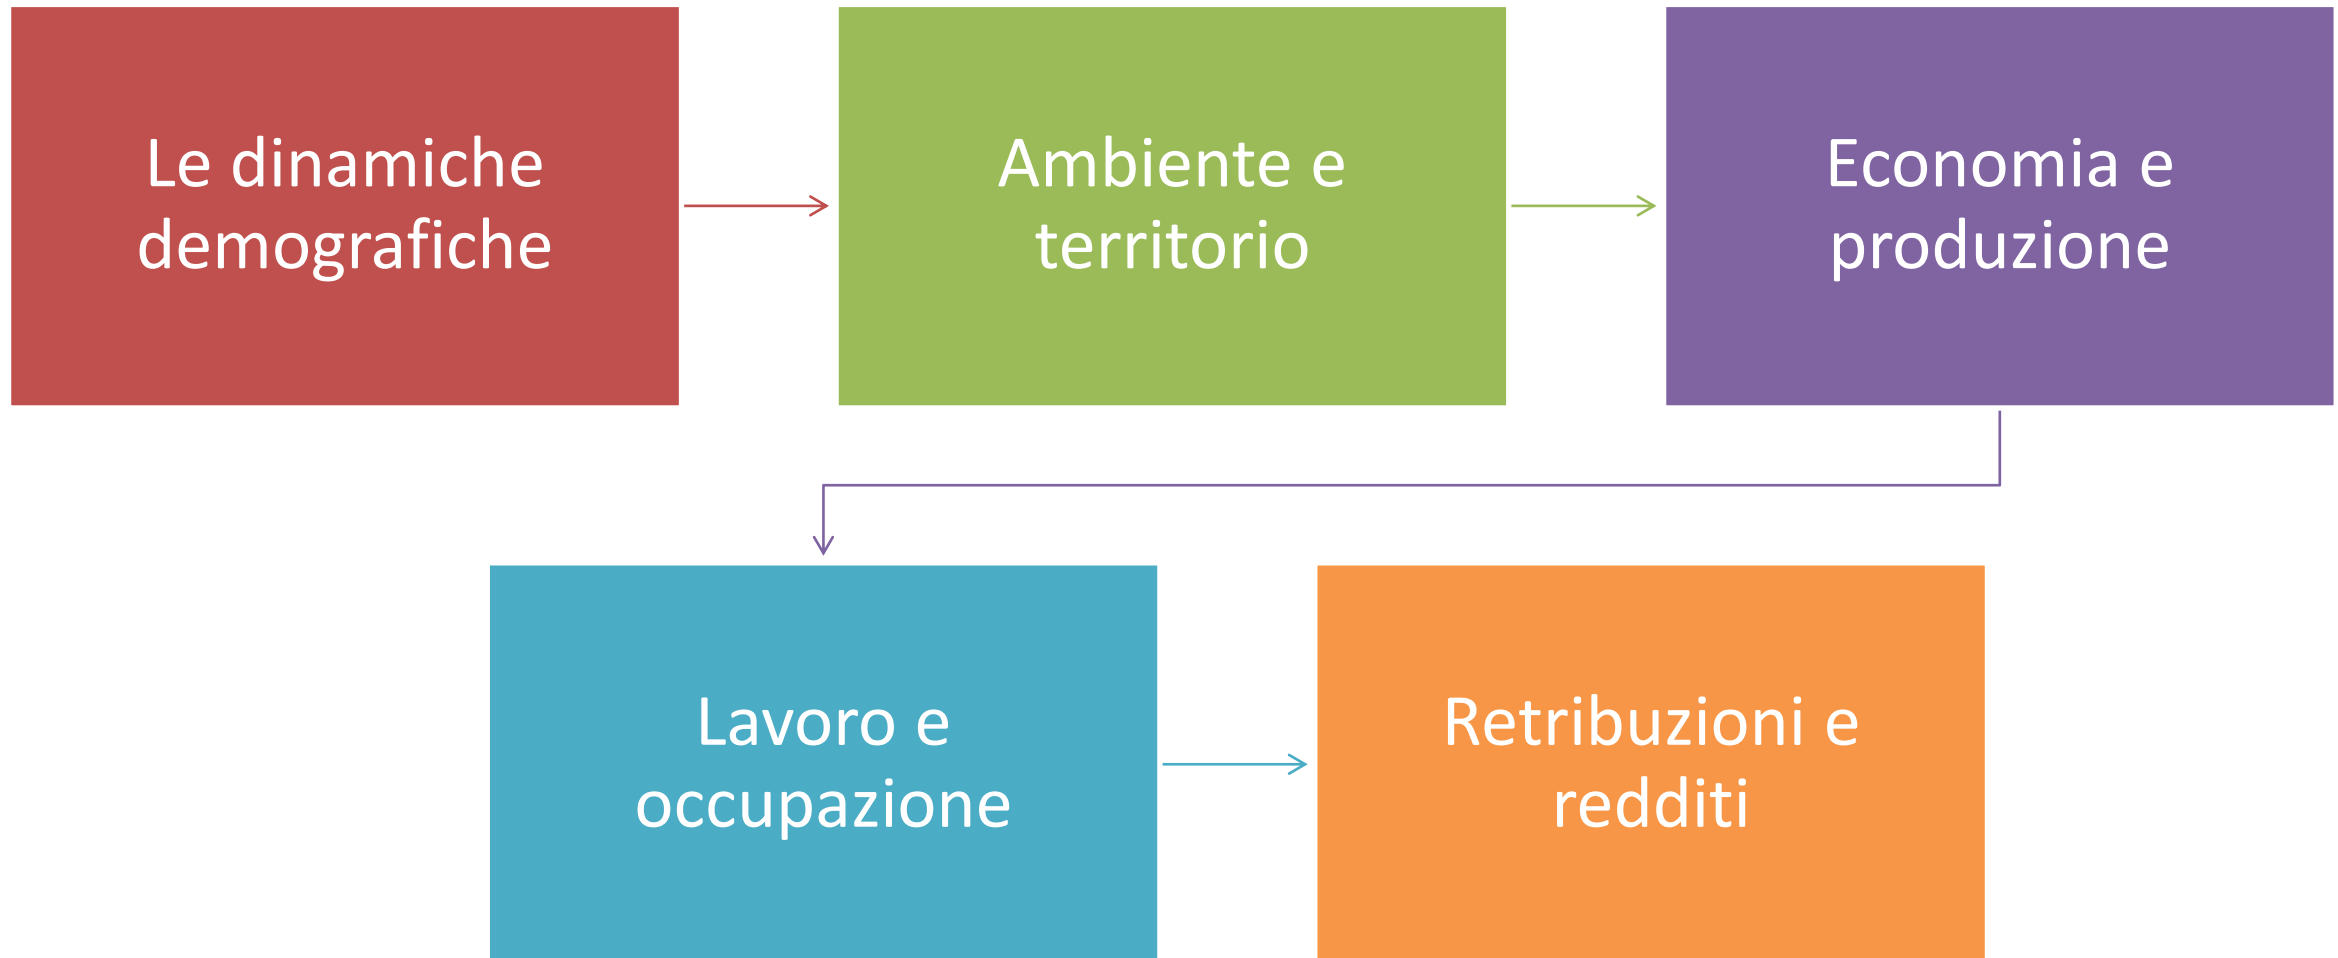 Le dinamiche
demografiche
Ambiente e
territorio
Economia e
produzione
Lavoro e
occupazione
Retribuzioni e
redditi